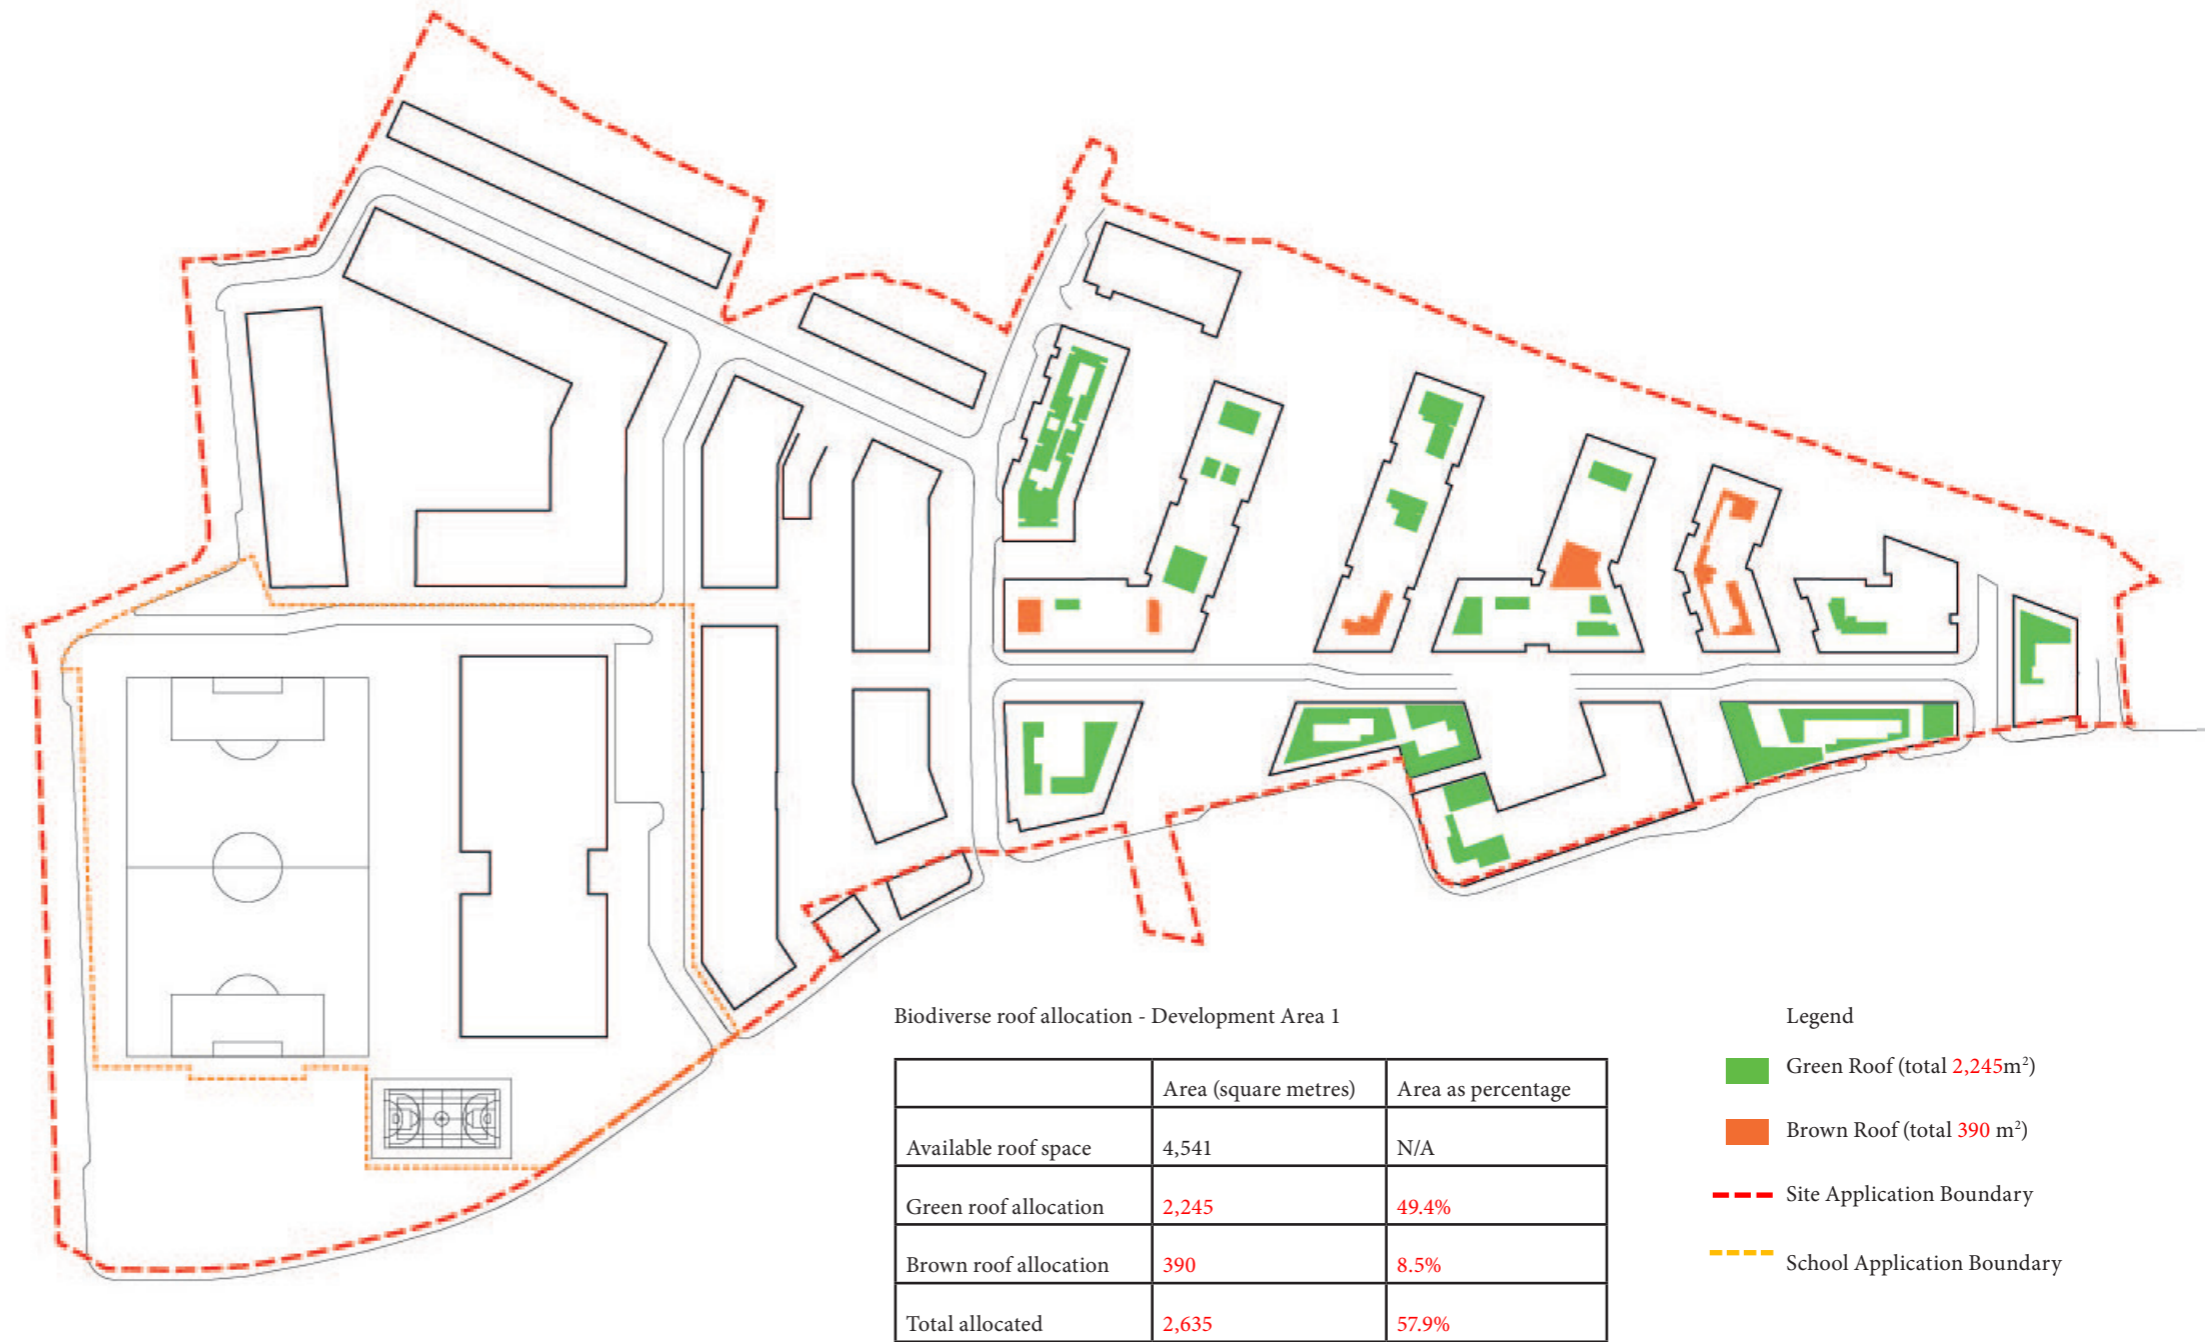 Biodiverse roof allocation - Development Area 1
Area (square metres) Area as percentage
Available roof space 4,541 N/A
Green roof allocation 2,245 49.4%
Brown roof allocation 390 8.5%
Total allocated 2,635 57.9%
Legend
Green Roof (total 2,245m²)
Brown Roof (total 390 m²)
Site Application Boundary
School Application Boundary